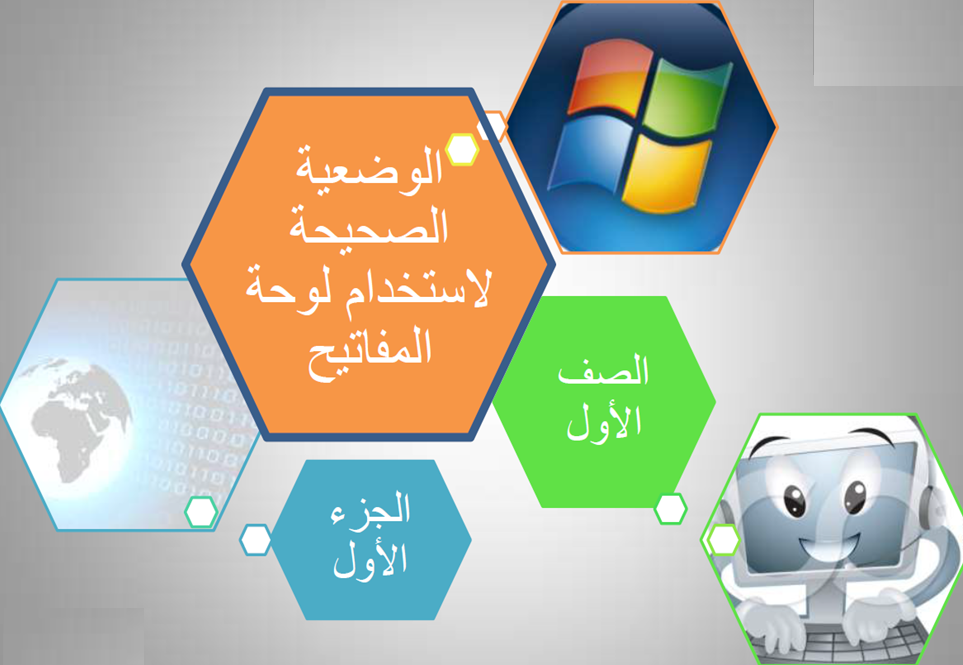 الوضعية
الصحيحة
لاستخدام لوحة
المفاتيح
الصف
الأول
الجزء
الأول